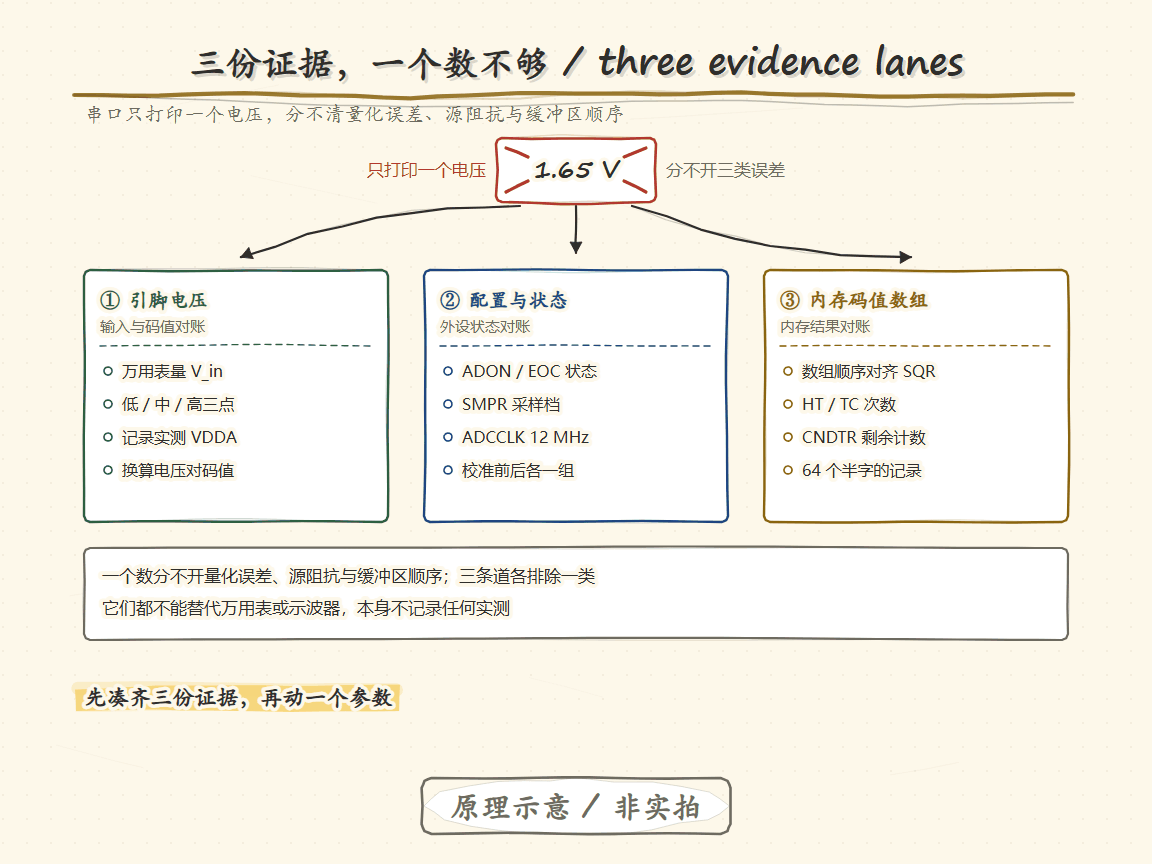 三份证据，一个数不够 / three evidence lanes
串口只打印一个电压，分不清量化误差、源阻抗与缓冲区顺序
只打印一个电压
1.65 V
分不开三类误差
① 引脚电压
输入与码值对账
万用表量 V_in
低 / 中 / 高三点
记录实测 VDDA
换算电压对码值
② 配置与状态
外设状态对账
ADON / EOC 状态
SMPR 采样档
ADCCLK 12 MHz
校准前后各一组
③ 内存码值数组
内存结果对账
数组顺序对齐 SQR
HT / TC 次数
CNDTR 剩余计数
64 个半字的记录
一个数分不开量化误差、源阻抗与缓冲区顺序；三条道各排除一类
它们都不能替代万用表或示波器，本身不记录任何实测
先凑齐三份证据，再动一个参数
原理示意 / 非实拍